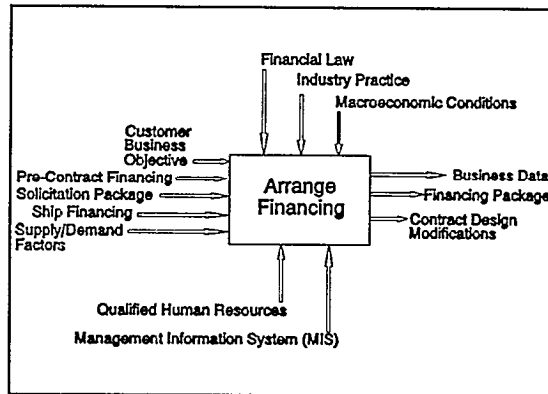 Financial Law
Industry Practice
Macroeconomic Conditions
Customer
Business
Objective
Pre-Contract Financing
Solicitation Package
Ship Financing
Supply/Demand
Factors
Arrange
Financing
Business Data
Financing Package
Contract Design
Modifications
Qualified Human Resources
Management Information System (MIS)